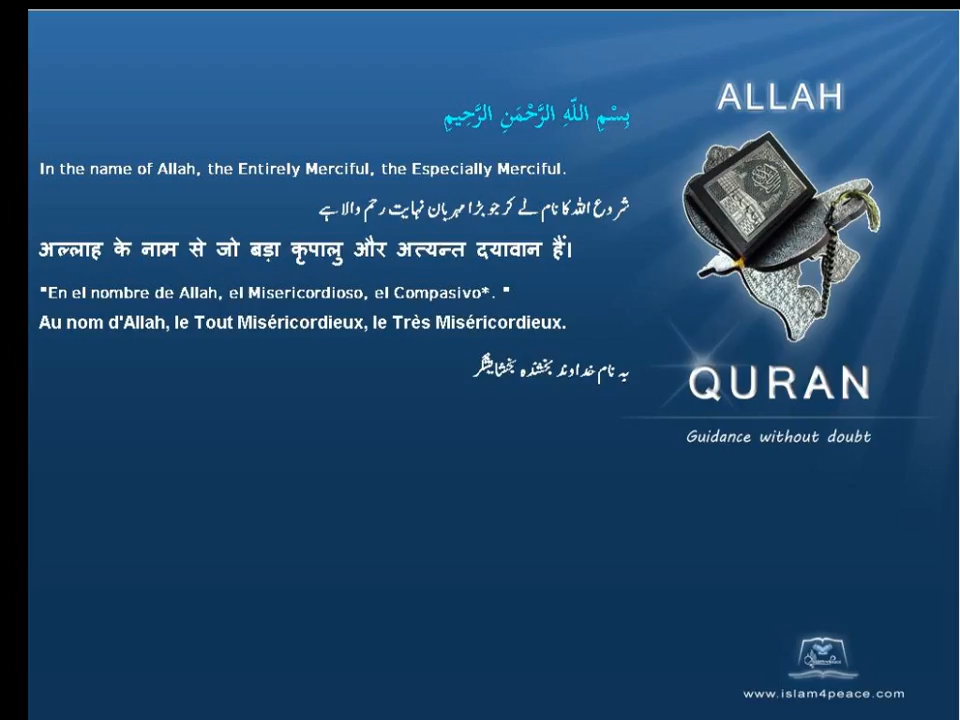 بِسْمِ اللَّهِ الرَّحْمَنِ الرَّحِيمِ
In the name of Allah, the Entirely Merciful, the Especially Merciful.
شروع الله کا نام لے کر جو بڑا مہربان نہایت رحم والا ہے
अल्लाह के नाम से जो बड़ा कृपालु और अत्यन्त दयावान हैं।
"En el nombre de Allah, el Misericordioso, el Compasivo*. "
Au nom d'Allah, le Tout Miséricordieux, le Très Miséricordieux.
به نام خداوند بخشنده بخشایشگر
ALLAH
QURAN
Guidance without doubt
www.islam4peace.com